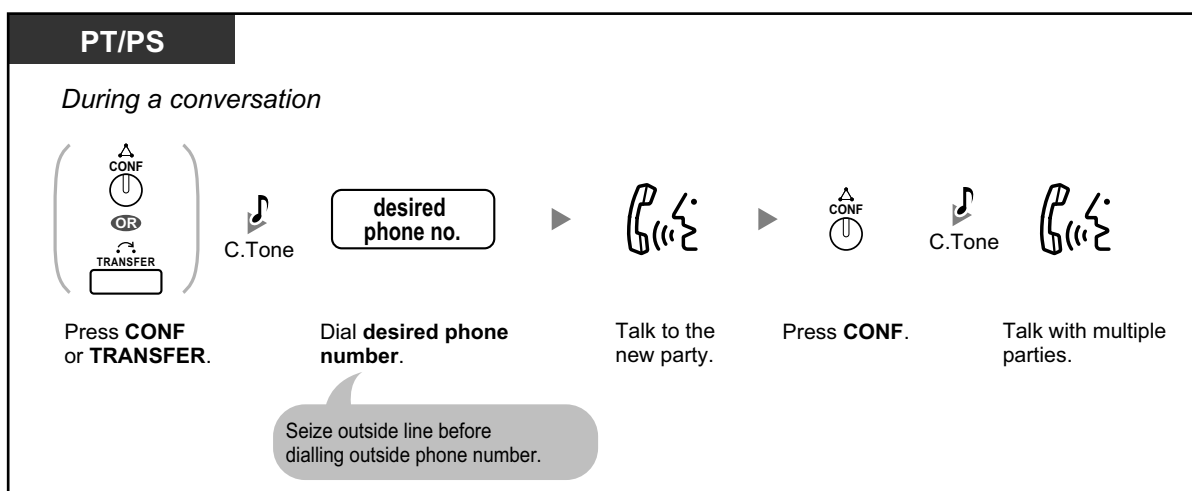 PT/PS
During a conversation
CONF
OR
TRANSFER
C.Tone
desired
phone no.
CONF
C.Tone
Press CONF
or TRANSFER.
Dial desired phone
number.
Talk to the
new party.
Press CONF.
Talk with multiple
parties.
Seize outside line before
dialling outside phone number.